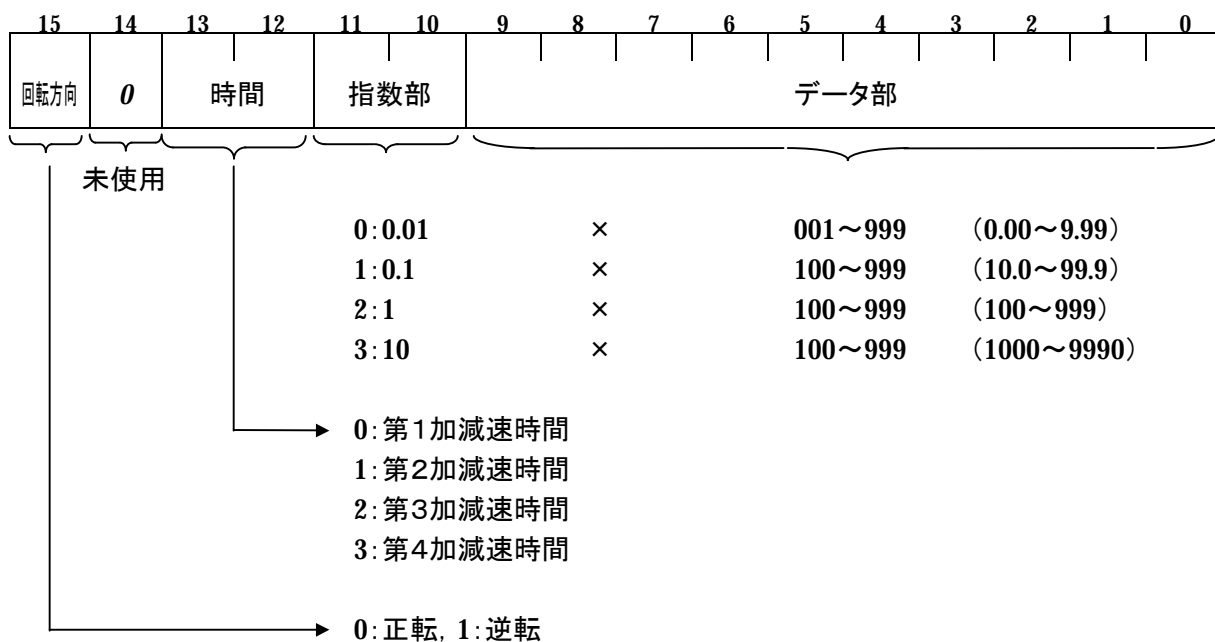 15 14 13 12 11 10 9 8 7 6 5 4 3 2 1 0
回転方向 0 時間 指数部 データ部
未使用
0:0.01 × 001～999 （0.00～9.99）
1:0.1 × 100～999 （10.0～99.9）
2:1 × 100～999 （100～999）
3:10 × 100～999 （1000～9990）
0:第１加減速時間
1:第２加減速時間
2:第３加減速時間
3:第４加減速時間
0:正転, 1:逆転